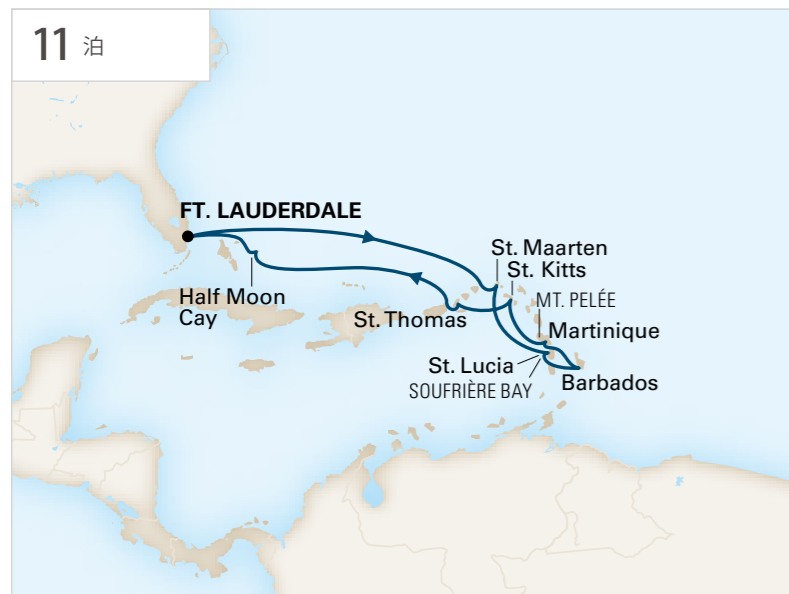 11 泊
FT. LAUDERDALE
St. Maarten
St. Kitts
MT. PELÉE
Half Moon
Cay
St. Thomas
Martinique
St. Lucia
SOUFRIÈRE BAY
Barbados